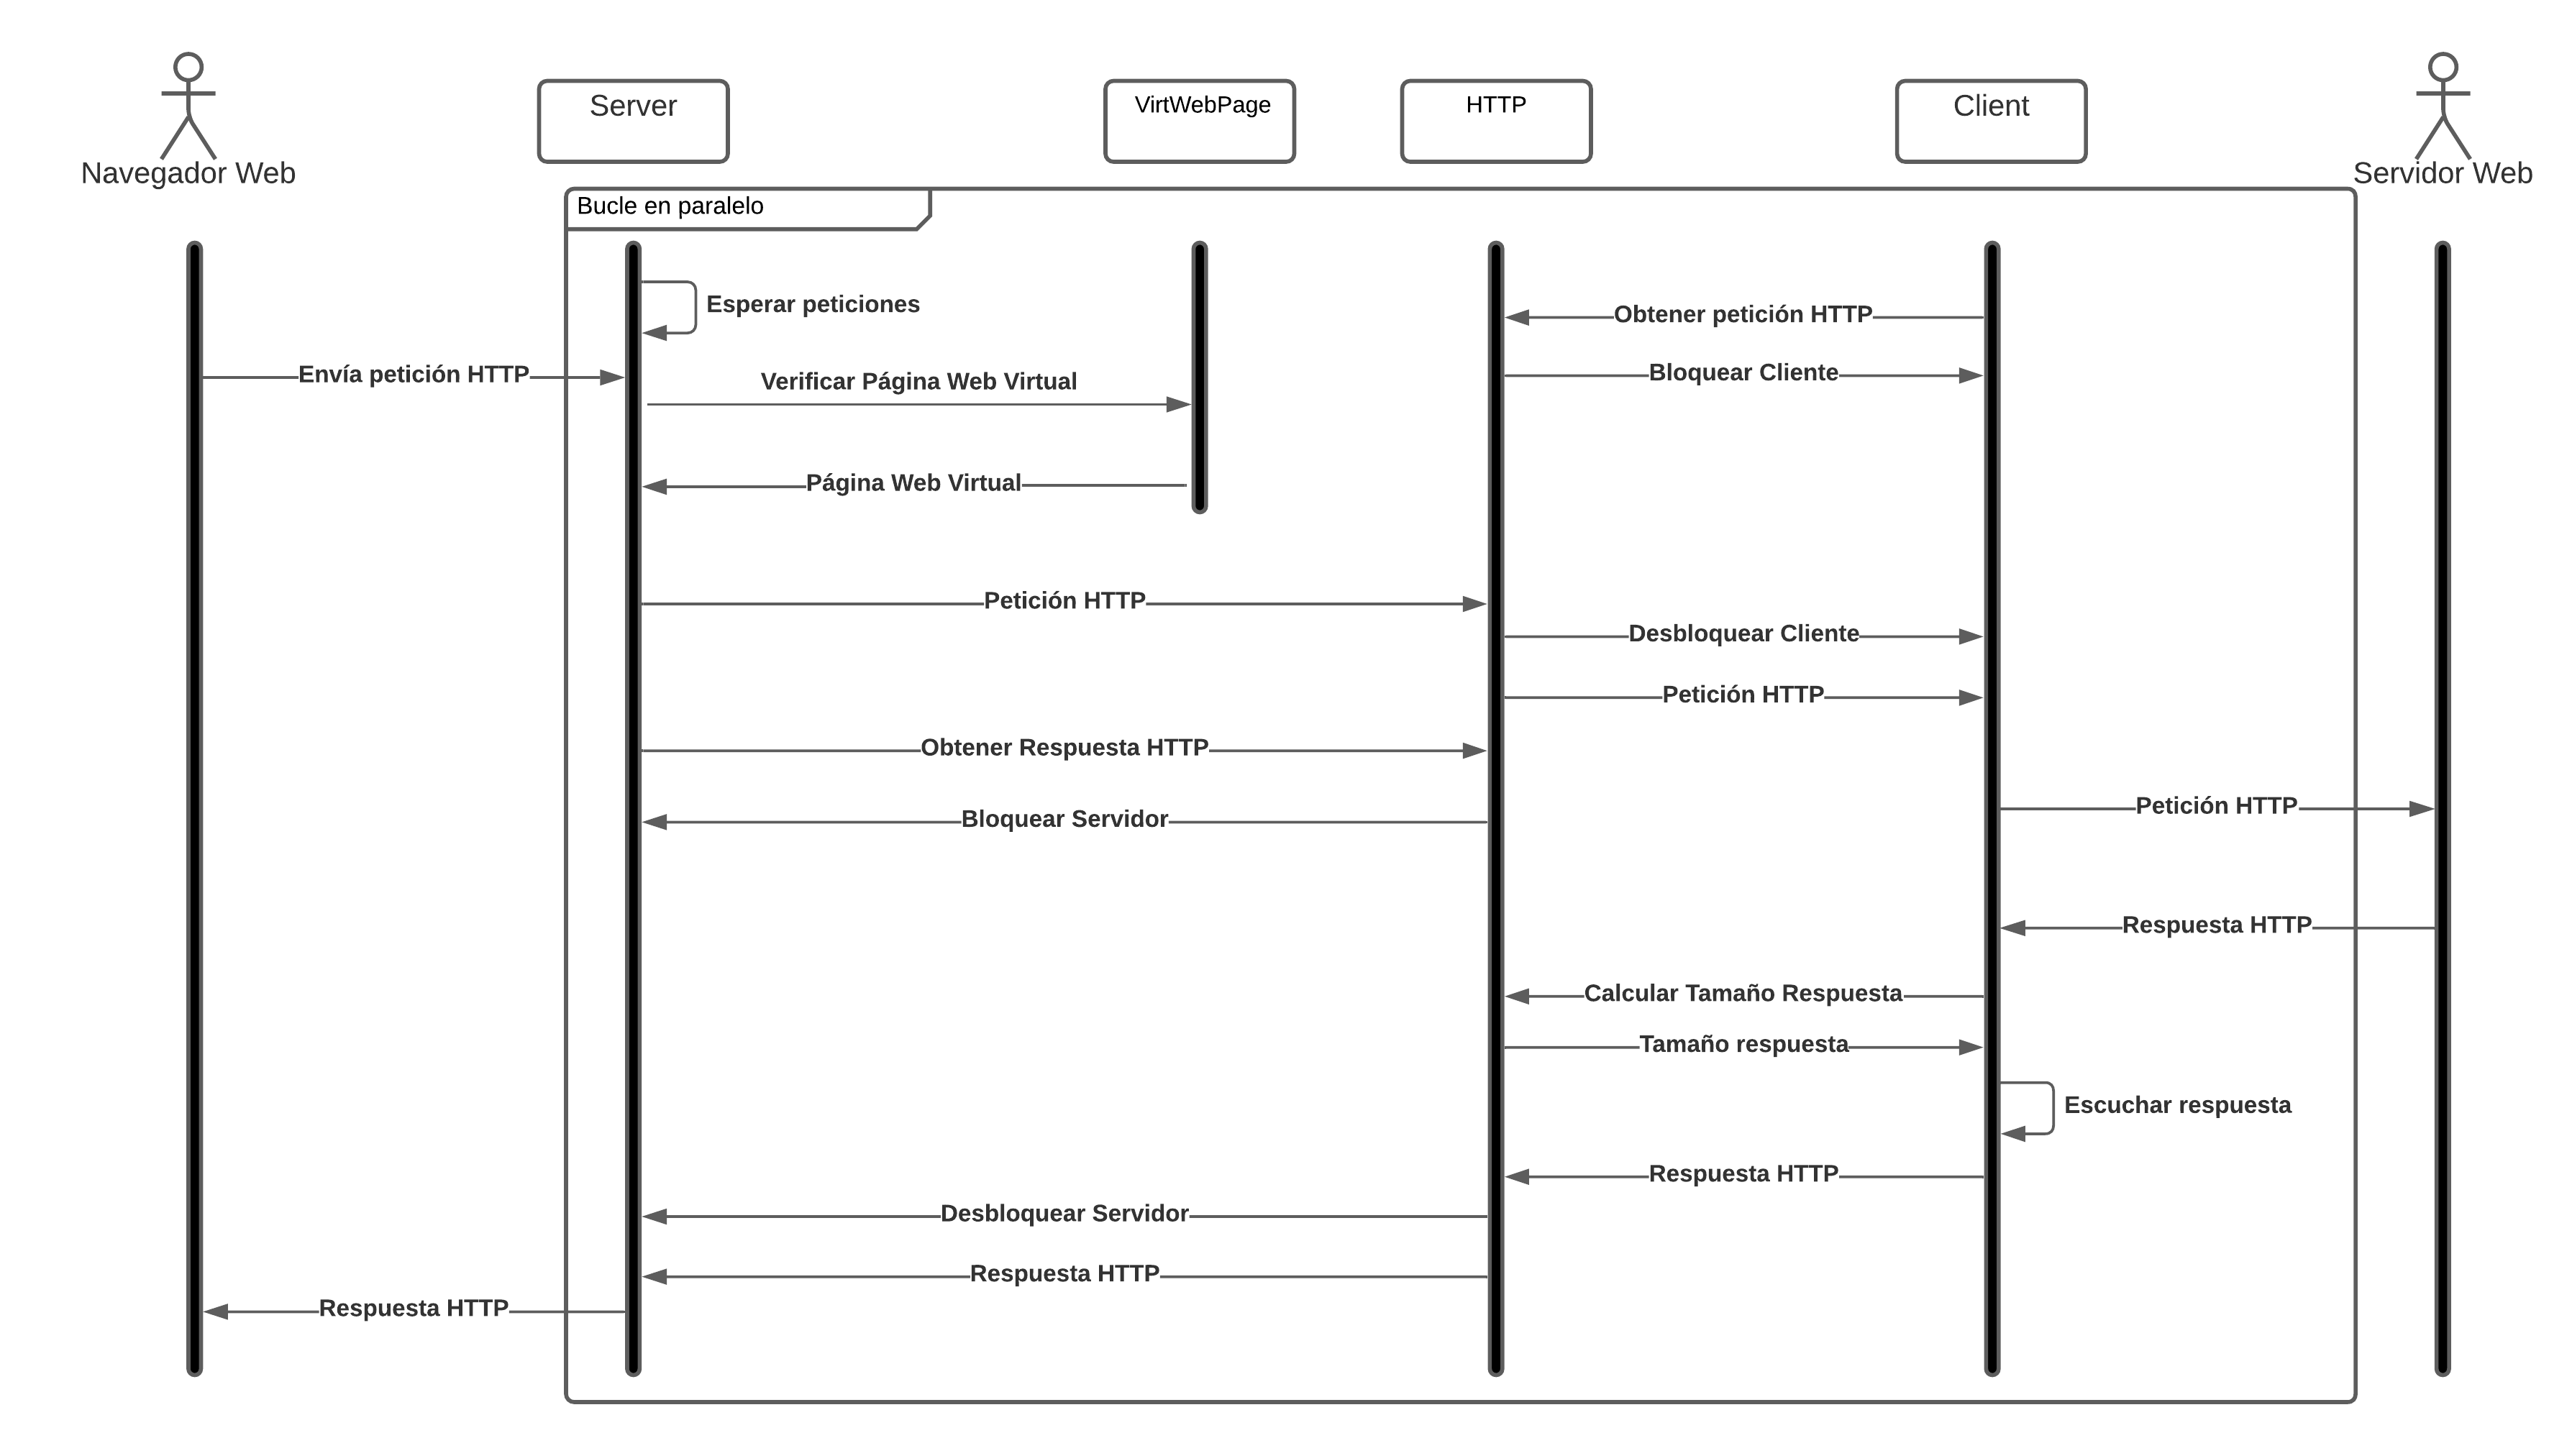 Navegador Web
Server
VirtWebPage
HTTP
Client
Servidor Web
Bucle en paralelo
Esperar peticiones
Obtener petición HTTP
Envía petición HTTP
Bloquear Cliente
Verificar Página Web Virtual
Página Web Virtual
Petición HTTP
Desbloquear Cliente
Petición HTTP
Obtener Respuesta HTTP
Petición HTTP
Bloquear Servidor
Respuesta HTTP
Calcular Tamaño Respuesta
Tamaño respuesta
Escuchar respuesta
Respuesta HTTP
Desbloquear Servidor
Respuesta HTTP
Respuesta HTTP